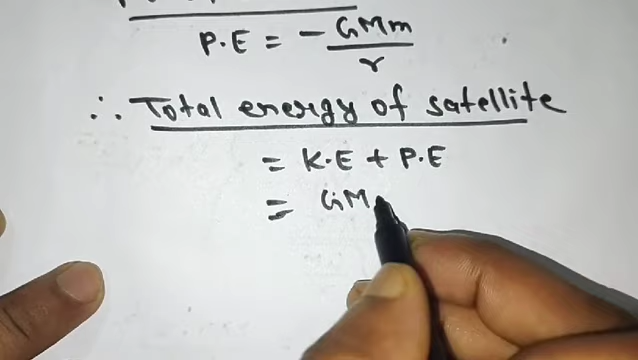 P.E = - GMm / r
∴ Total energy of satellite
= K.E + P.E
= GM